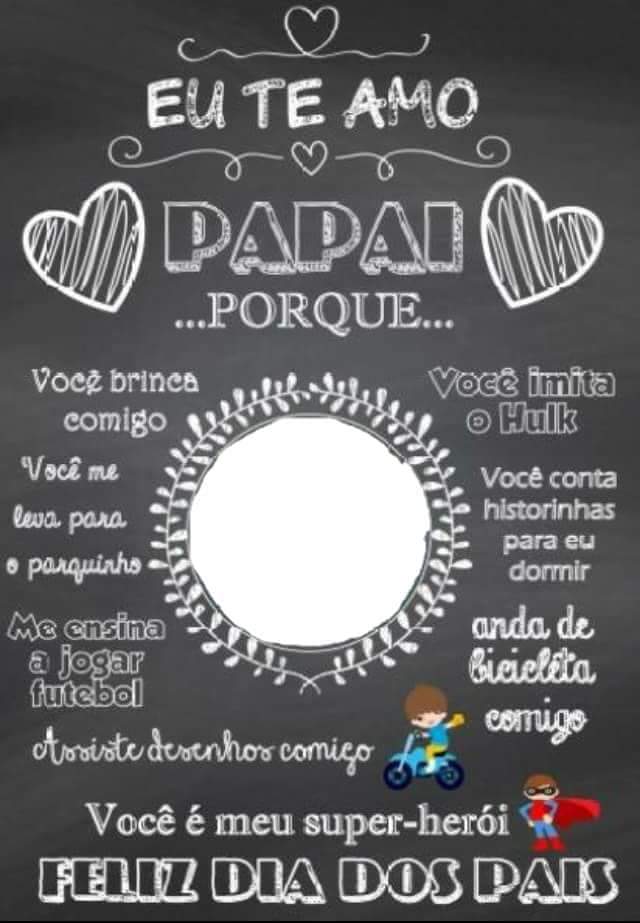 EU TE AMO
PAPAI
...PORQUE...
Você brinca
comigo
Você me
leva para
o parquinho
Me ensina
a jogar
futebol
Assiste desenhos comigo
Você imita
o Hulk
Você conta
historinhas
para eu
dormir
anda de
bicicleta
comigo
Você é meu super-herói
FELIZ DIA DOS PAIS